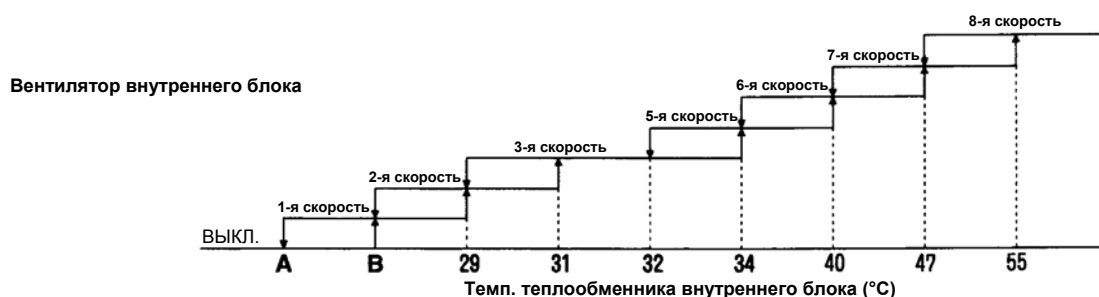 8-я скорость
7-я скорость
Вентилятор внутреннего блока
6-я скорость
5-я скорость
3-я скорость
2-я скорость
1-я скорость
ВЫКЛ.
A B 29 31 32 34 40 47 55
Темп. теплообменника внутреннего блока (°C)